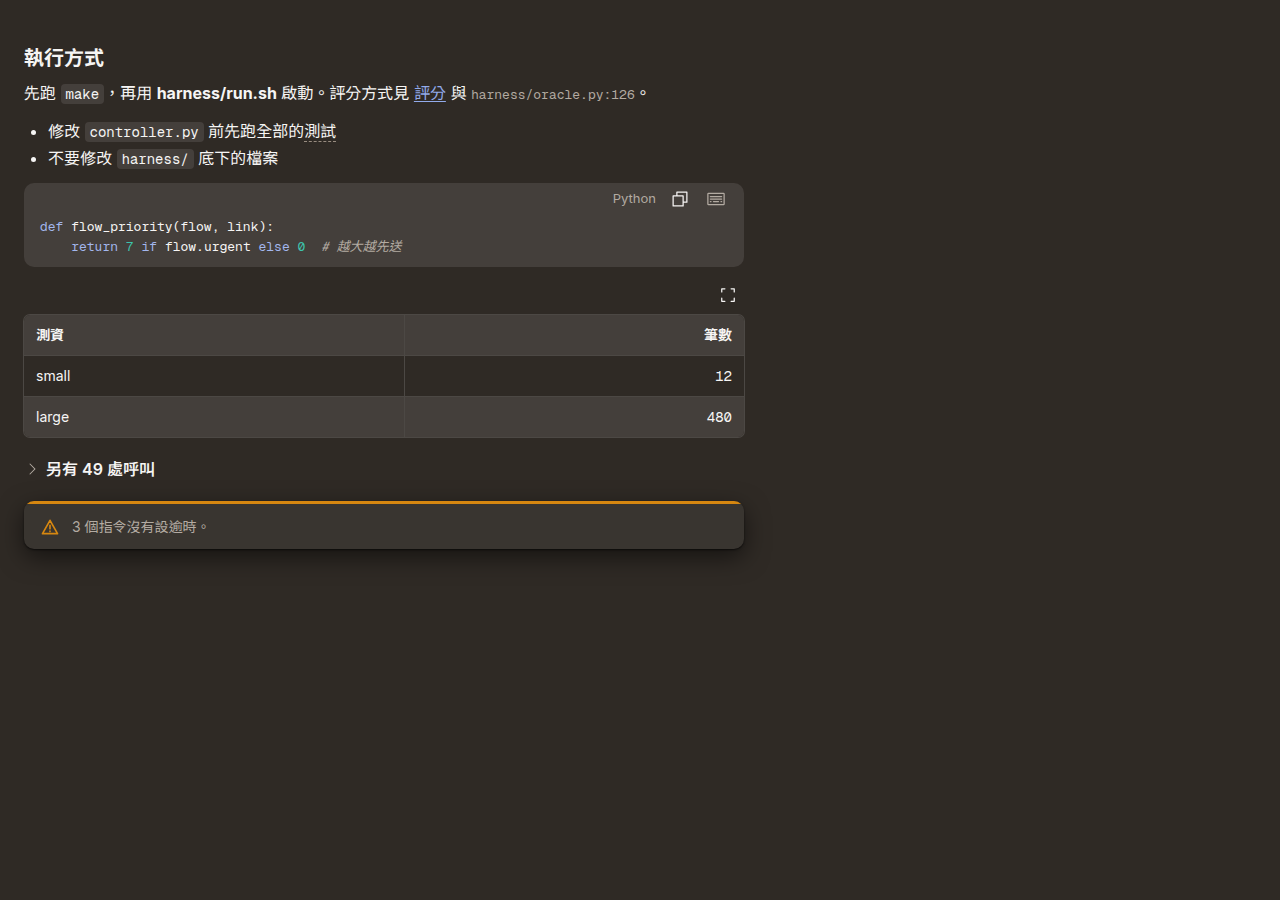 執行方式
先跑 make，再用 harness/run.sh 啟動。評分方式見 評分 與 harness/oracle.py:126。
修改 controller.py 前先跑全部的測試
不要修改 harness/ 底下的檔案
Python
def flow_priority(flow, link):
    return 7 if flow.urgent else 0  # 越大越先送
測資 筆數
small 12
large 480
另有 49 處呼叫
3 個指令沒有設逾時。